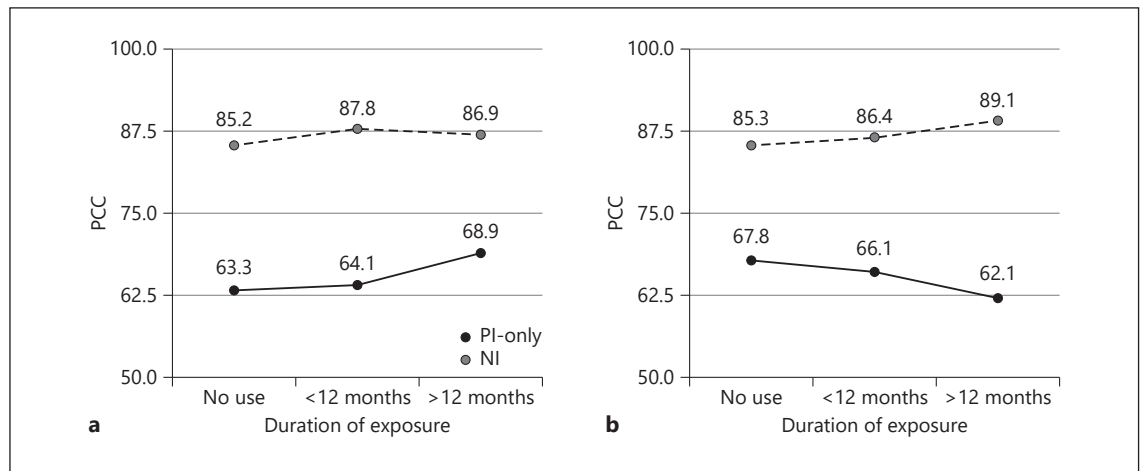 100.0
87.5
75.0
62.5
50.0
PCC
85.2
87.8
86.9
63.3
64.1
68.9
PI-only
NI
No use
<12 months
>12 months
Duration of exposure
a
100.0
87.5
75.0
62.5
50.0
PCC
85.3
86.4
89.1
67.8
66.1
62.1
No use
<12 months
>12 months
Duration of exposure
b